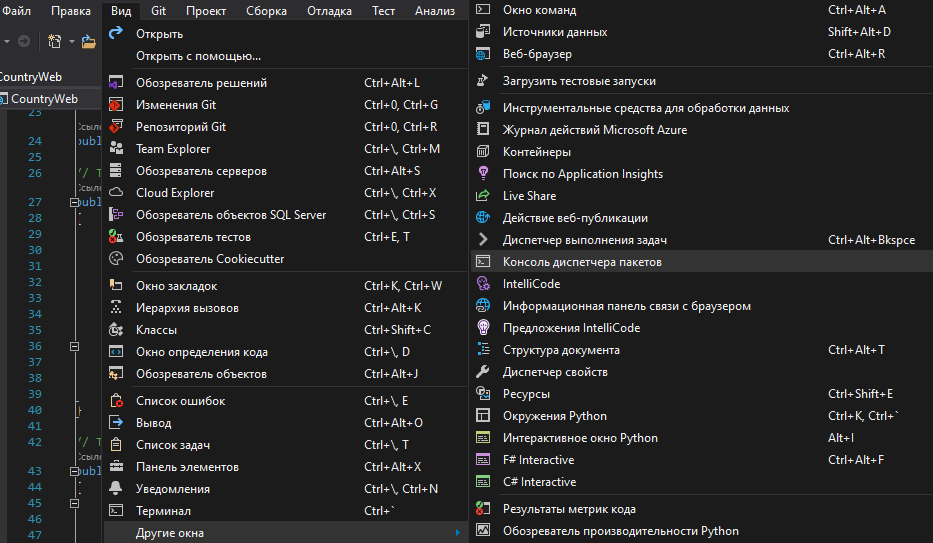 Файл Правка Вид Git Проект Сборка Отладка Тест Анализ
CountryWeb
CountryWeb
23
24
25
26 // T
27
28
29
30
31
32
33
34
35
36
37
38
39
40 }
41
42 // T
43
44
45
46
47
Открыть
Открыть с помощью...
Обозреватель решений Ctrl+Alt+L
Изменения Git Ctrl+0, Ctrl+G
Репозиторий Git Ctrl+0, Ctrl+R
Team Explorer Ctrl+\, Ctrl+M
Обозреватель серверов Ctrl+Alt+S
Cloud Explorer Ctrl+\, Ctrl+X
Обозреватель объектов SQL Server Ctrl+\, Ctrl+S
Обозреватель тестов Ctrl+E, T
Обозреватель Cookiecutter
Окно закладок Ctrl+K, Ctrl+W
Иерархия вызовов Ctrl+Alt+K
Классы Ctrl+Shift+C
Окно определения кода Ctrl+\, D
Обозреватель объектов Ctrl+Alt+J
Список ошибок Ctrl+\, E
Вывод Ctrl+Alt+O
Список задач Ctrl+\, T
Панель элементов Ctrl+Alt+X
Уведомления Ctrl+\, Ctrl+N
Терминал Ctrl+`
Другие окна
Окно команд Ctrl+Alt+A
Источники данных Shift+Alt+D
Веб-браузер Ctrl+Alt+R
Загрузить тестовые запуски
Инструментальные средства для обработки данных
Журнал действий Microsoft Azure
Контейнеры
Поиск по Application Insights
Live Share
Действие веб-публикации
Диспетчер выполнения задач Ctrl+Alt+Bkspce
Консоль диспетчера пакетов
IntelliCode
Информационная панель связи с браузером
Предложения IntelliCode
Структура документа Ctrl+Alt+T
Диспетчер свойств
Ресурсы Ctrl+Shift+E
Окружения Python Ctrl+K, Ctrl+`
Интерактивное окно Python Alt+I
F# Interactive Ctrl+Alt+F
C# Interactive
Результаты метрик кода
Обозреватель производительности Python